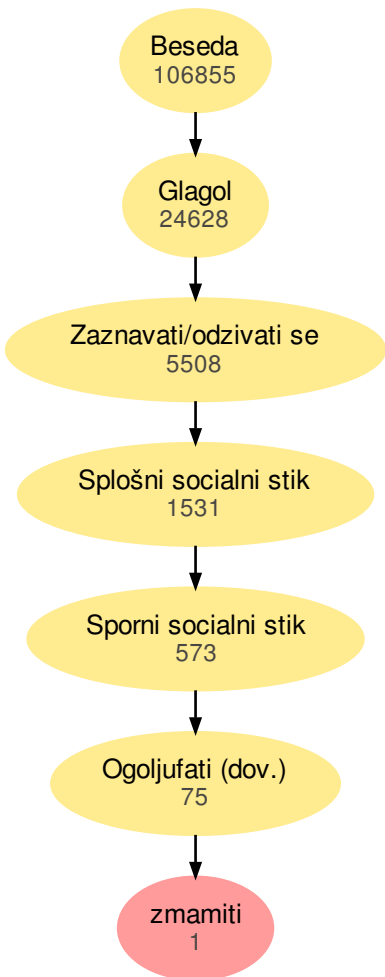 Beseda
106855
Glagol
24628
Zaznavati/odzivati se
5508
Splošni socialni stik
1531
Sporni socialni stik
573
Ogoljufati (dov.)
75
zmamiti
1